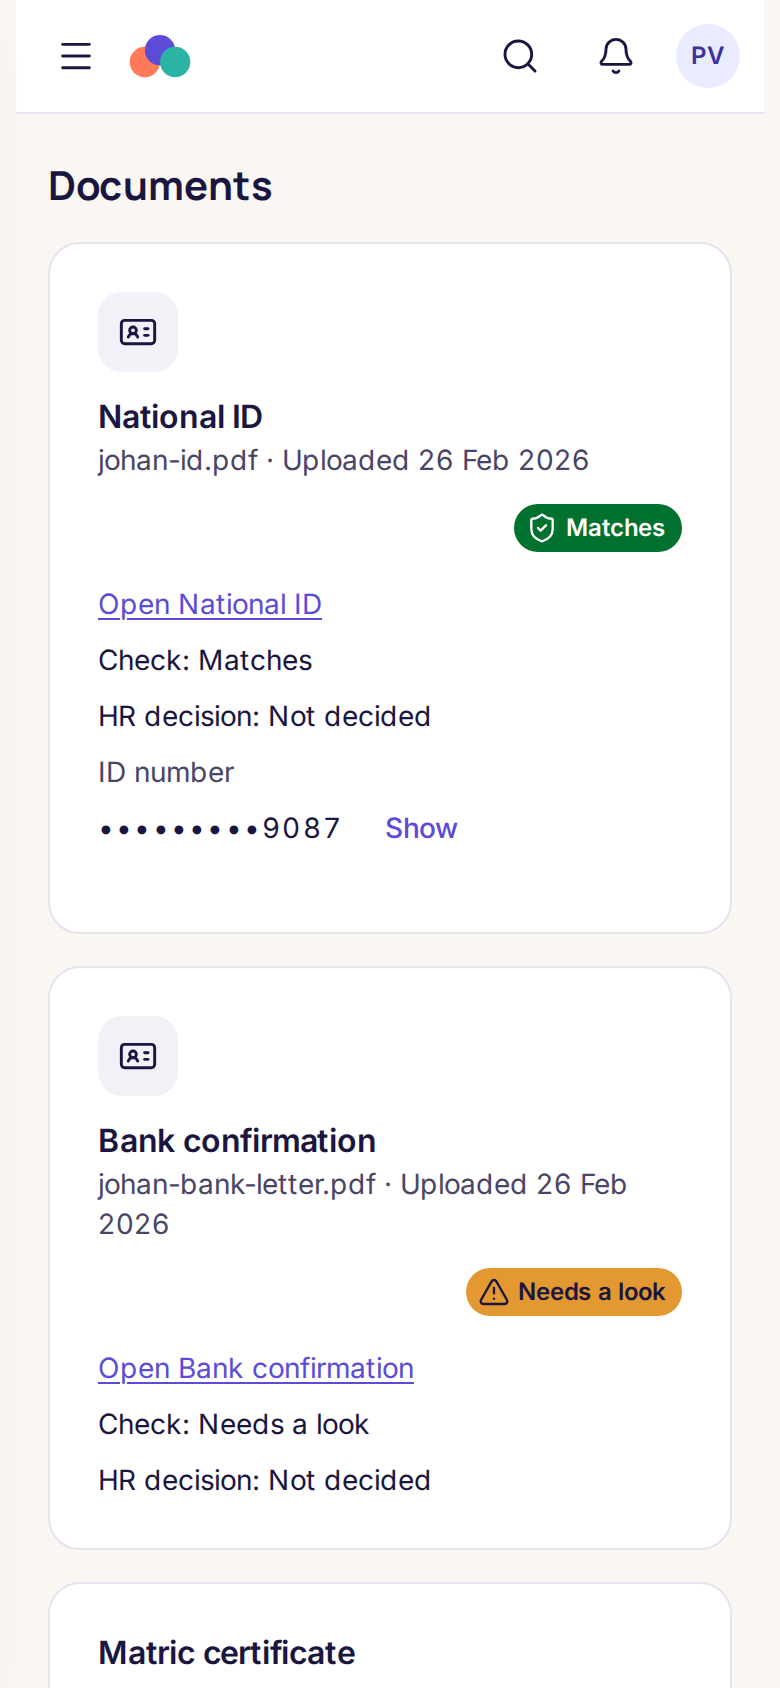 PV
Documents
National ID
johan-id.pdf · Uploaded 26 Feb 2026
Matches
Open National ID
Check: Matches
HR decision: Not decided
ID number
•••••••••9087 Show
Bank confirmation
johan-bank-letter.pdf · Uploaded 26 Feb
2026
Needs a look
Open Bank confirmation
Check: Needs a look
HR decision: Not decided
Matric certificate